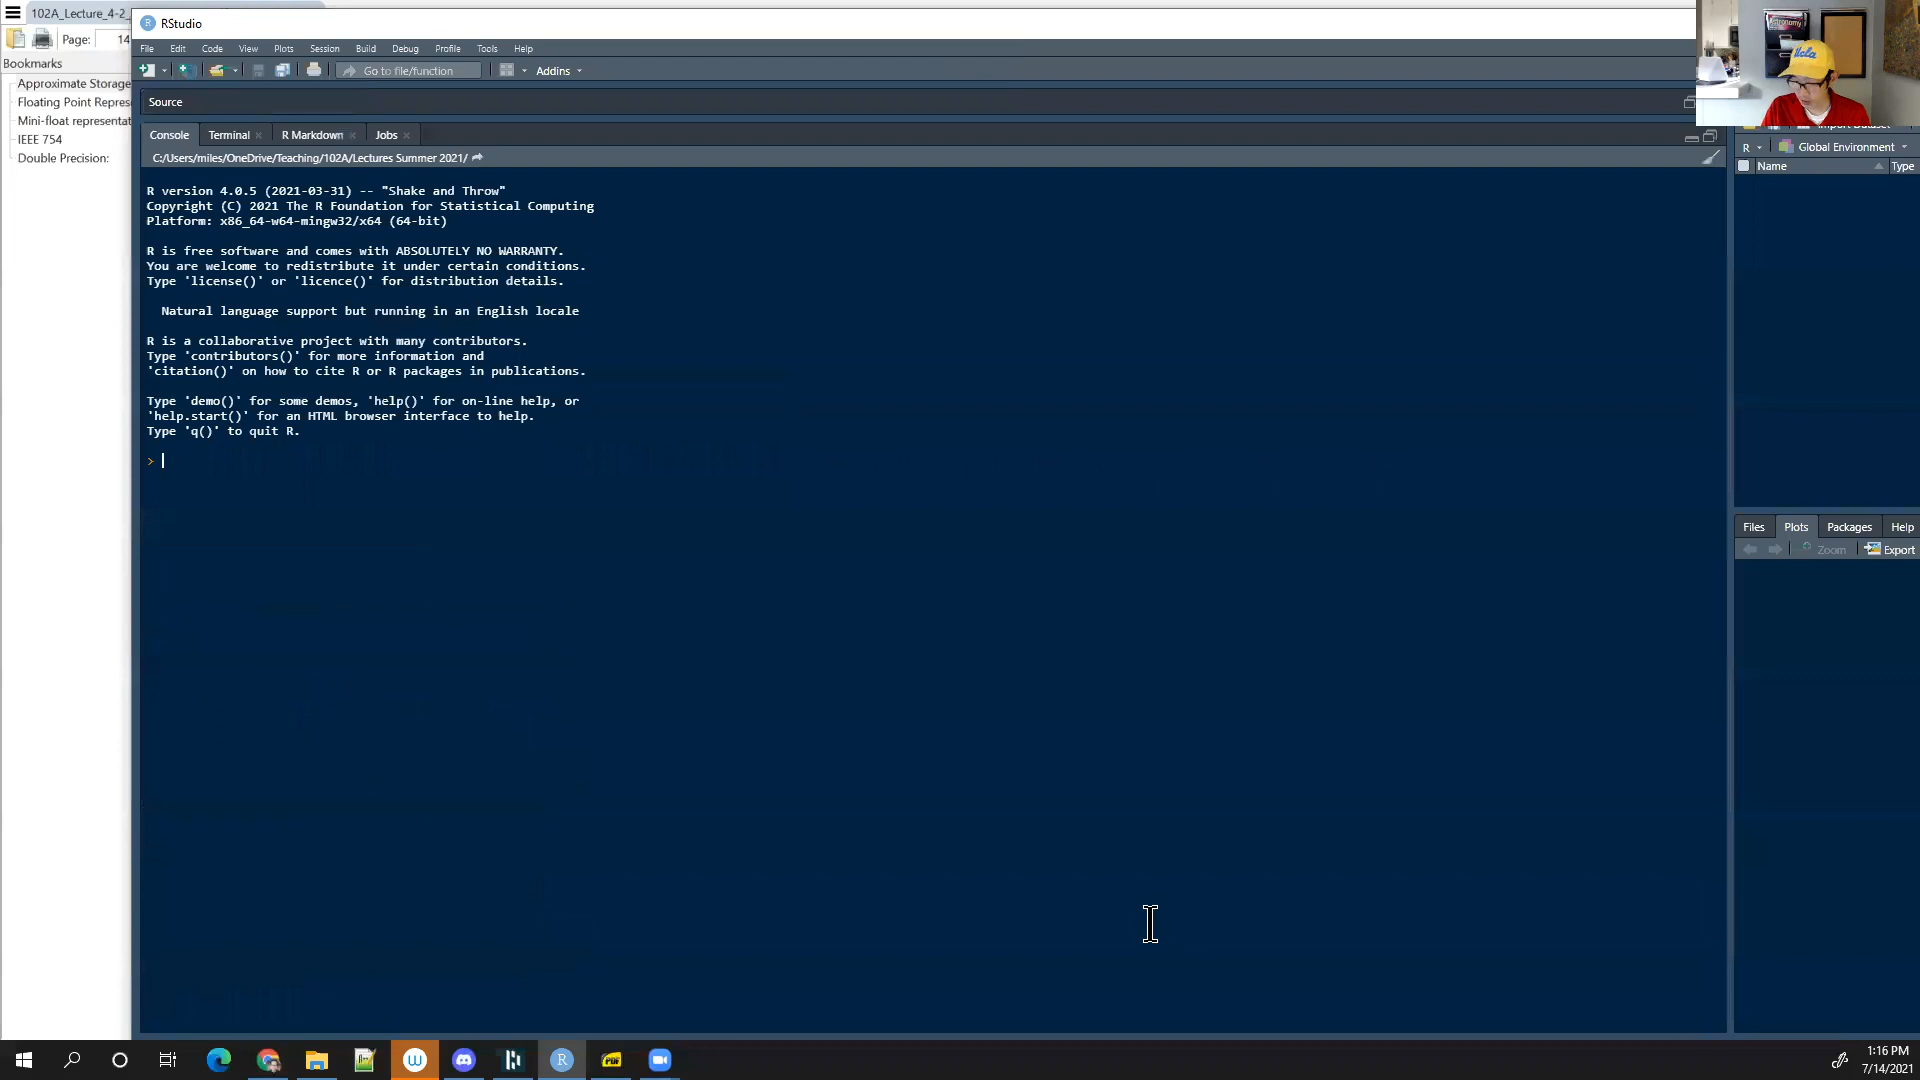 102A_Lecture_4-2_
Page: 14
Bookmarks
Approximate Storage
Floating Point Repres
Mini-float representat
IEEE 754
Double Precision:
RStudio
File Edit Code View Plots Session Build Debug Profile Tools Help
Go to file/function Addins
Source
Console Terminal R Markdown Jobs
C:/Users/miles/OneDrive/Teaching/102A/Lectures Summer 2021/
R version 4.0.5 (2021-03-31) -- "Shake and Throw"
Copyright (C) 2021 The R Foundation for Statistical Computing
Platform: x86_64-w64-mingw32/x64 (64-bit)
R is free software and comes with ABSOLUTELY NO WARRANTY.
You are welcome to redistribute it under certain conditions.
Type 'license()' or 'licence()' for distribution details.
Natural language support but running in an English locale
R is a collaborative project with many contributors.
Type 'contributors()' for more information and
'citation()' on how to cite R or R packages in publications.
Type 'demo()' for some demos, 'help()' for on-line help, or
'help.start()' for an HTML browser interface to help.
Type 'q()' to quit R.
>
Astronomy
Ucla
Import Dataset
R Global Environment
Name Type
Files Plots Packages Help
Zoom Export
1:16 PM
7/14/2021